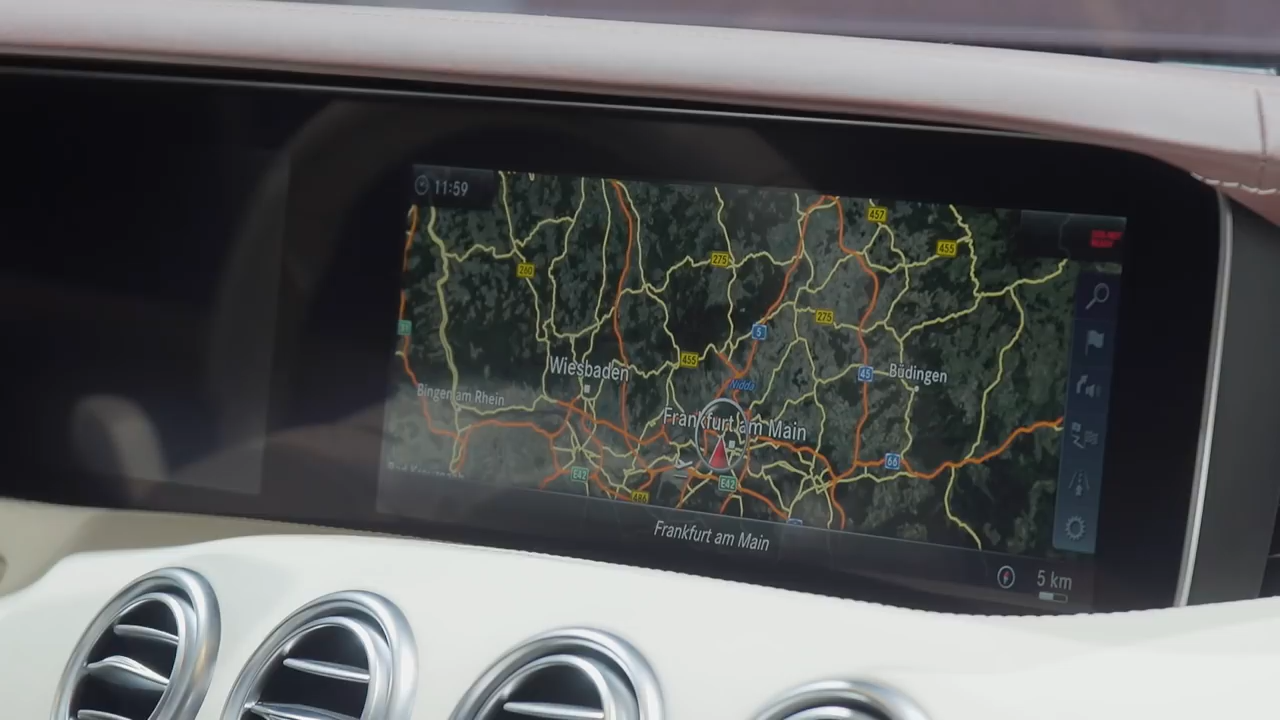 11:59
457
455
260
275
275
5
455
Wiesbaden
45
Büdingen
Nidda
Bingen am Rhein
Frankfurt am Main
66
E42
E42
486
Frankfurt am Main
5 km